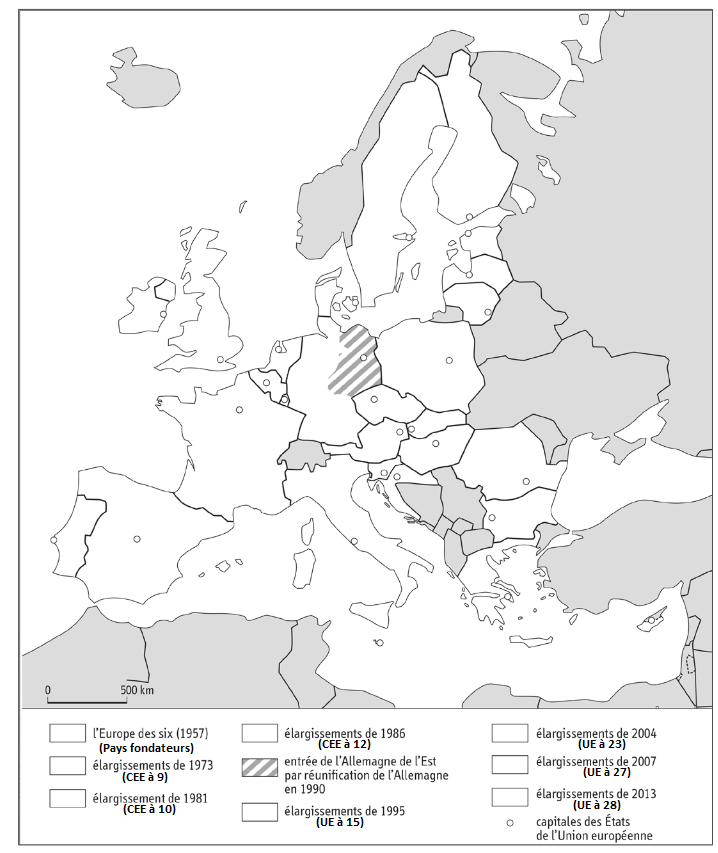 0 500 km
l'Europe des six (1957)
(Pays fondateurs)
élargissements de 1973
(CEE à 9)
élargissement de 1981
(CEE à 10)
élargissements de 1986
(CEE à 12)
entrée de l'Allemagne de l'Est
par réunification de l'Allemagne
en 1990
élargissements de 1995
(UE à 15)
élargissements de 2004
(UE à 23)
élargissements de 2007
(UE à 27)
élargissements de 2013
(UE à 28)
capitales des États
de l'Union européenne